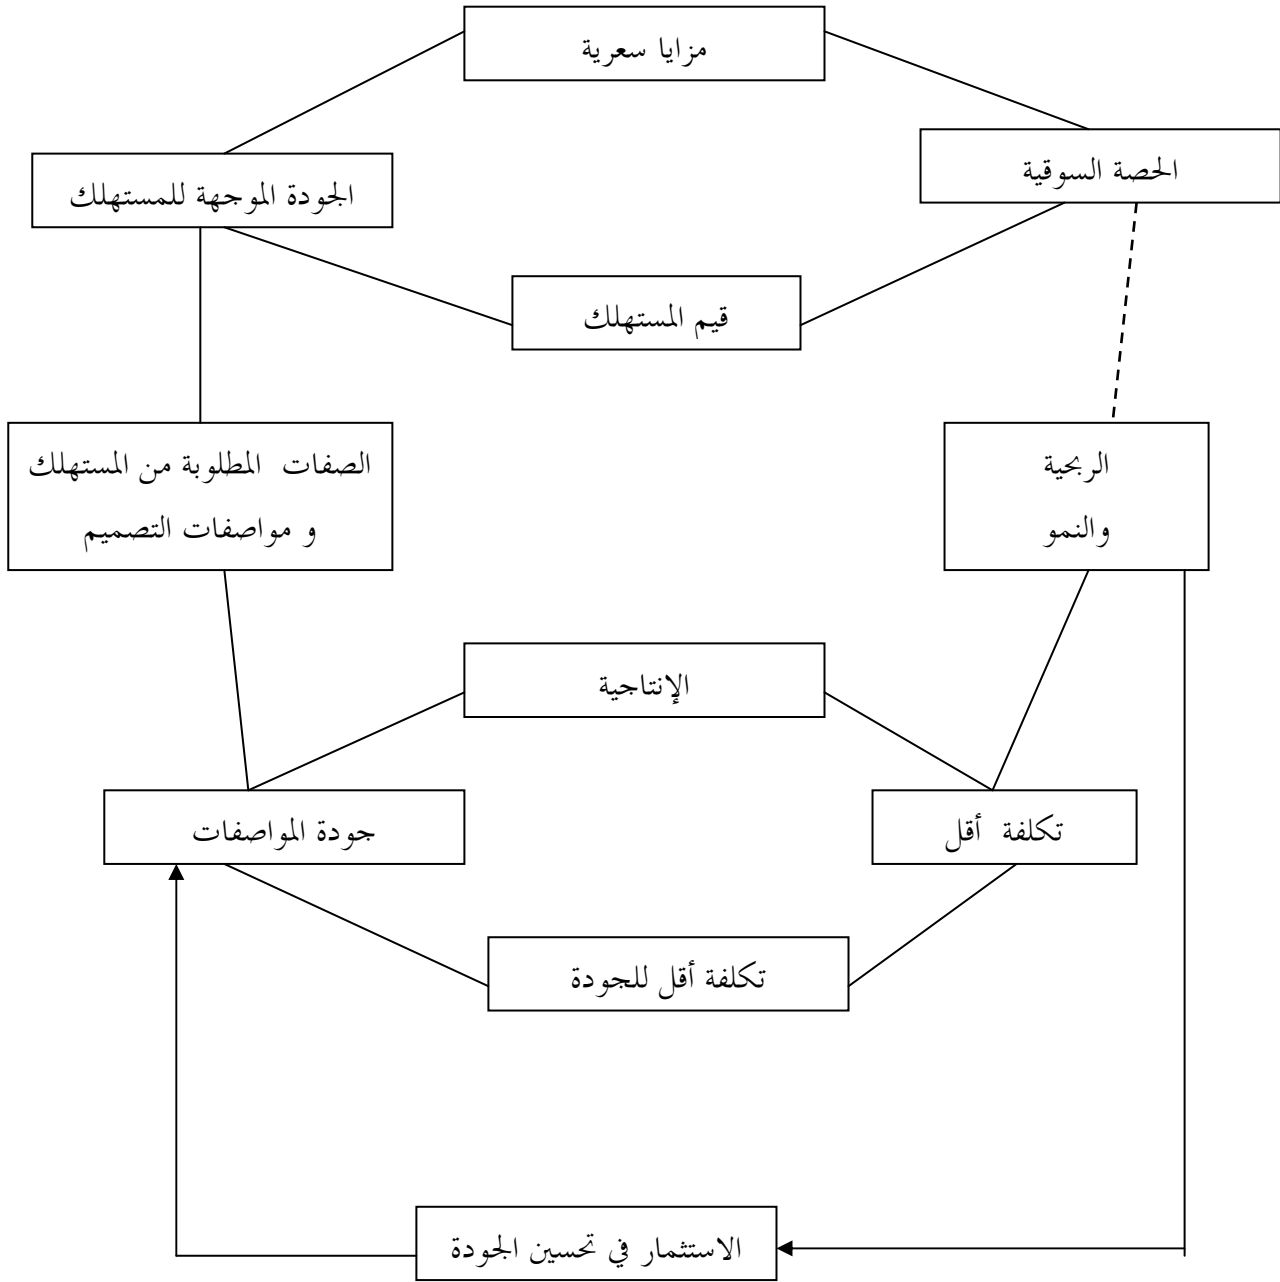 مزايا سعرية
الحصة السوقية
الجودة الموجهة للمستهلك
قيم المستهلك
الربحية
والنمو
الصفات المطلوبة من المستهلك
و مواصفات التصميم
الإنتاجية
تكلفة أقل
جودة المواصفات
تكلفة أقل للجودة
الاستثمار في تحسين الجودة